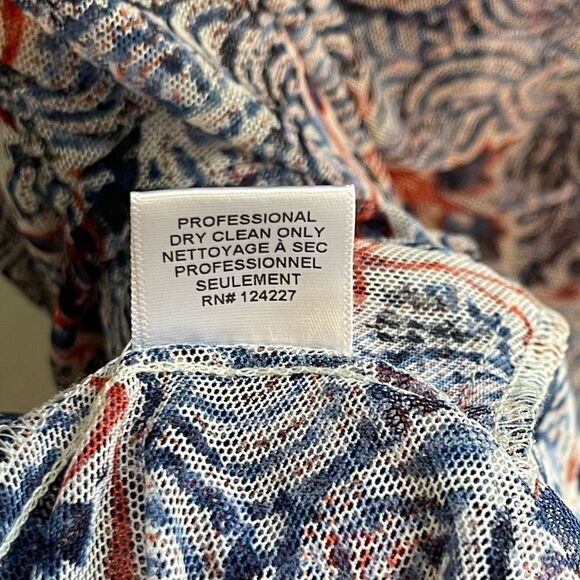 PROFESSIONAL
DRY CLEAN ONLY
NETTOYAGE À SEC
PROFESSIONNEL
SEULEMENT
RN# 124227